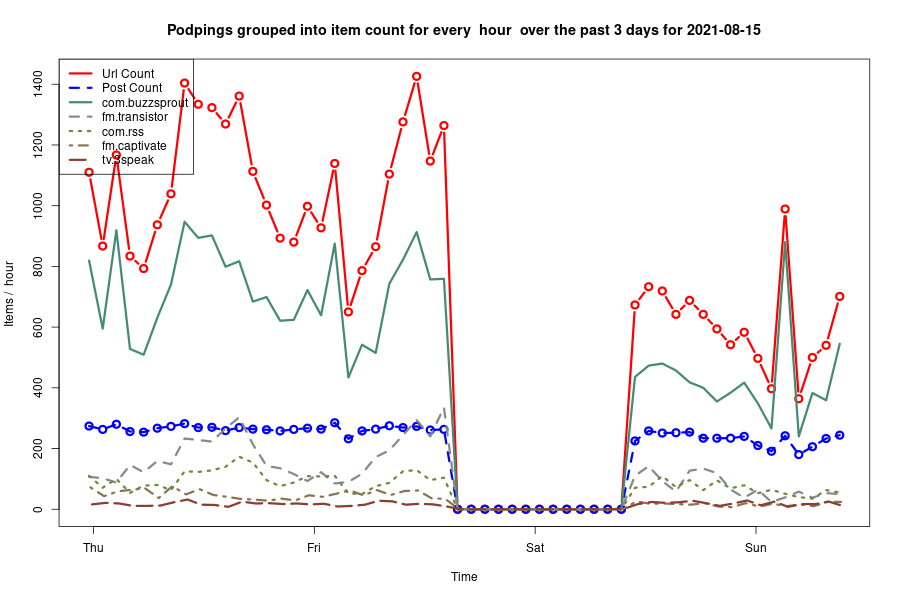 Podpings grouped into item count for every  hour  over the past 3 days for 2021-08-15
Url Count
Post Count
com.buzzsprout
fm.transistor
com.rss
fm.captivate
tv.3speak
1400
1200
1000
800
600
400
200
0
Items /  hour
Thu
Fri
Sat
Sun
Time